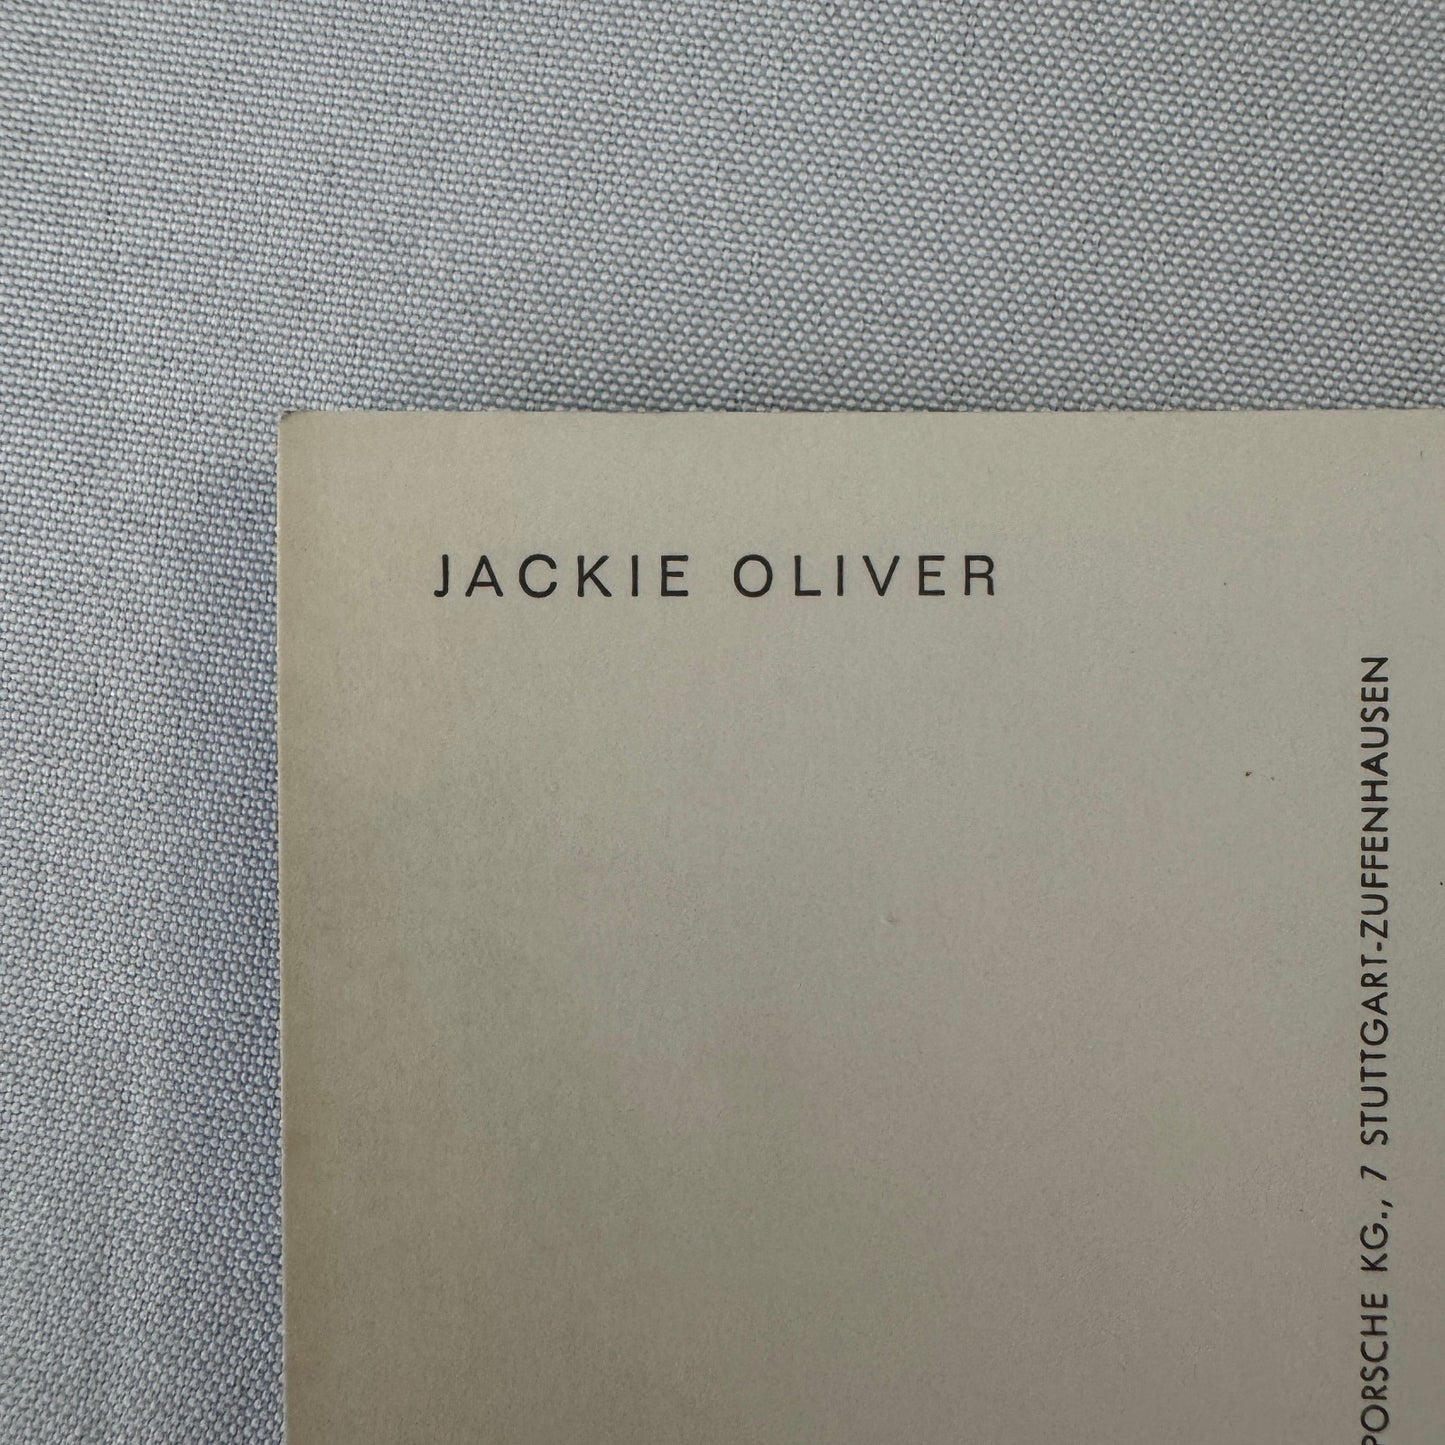 JACKIE OLIVER
PORSCHE KG., 7 STUTTGART-ZUFFENHAUSEN